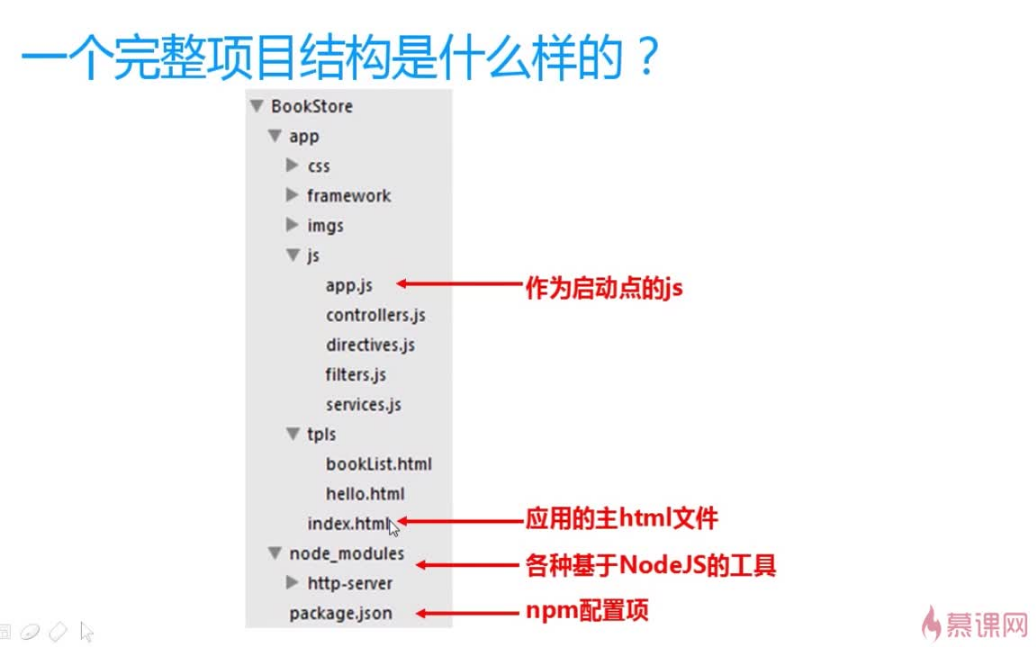 一个完整项目结构是什么样的？
BookStore
app
css
framework
imgs
js
app.js 作为启动点的js
controllers.js
directives.js
filters.js
services.js
tpls
bookList.html
hello.html
index.html 应用的主html文件
node_modules 各种基于NodeJS的工具
http-server
package.json npm配置项
慕课网